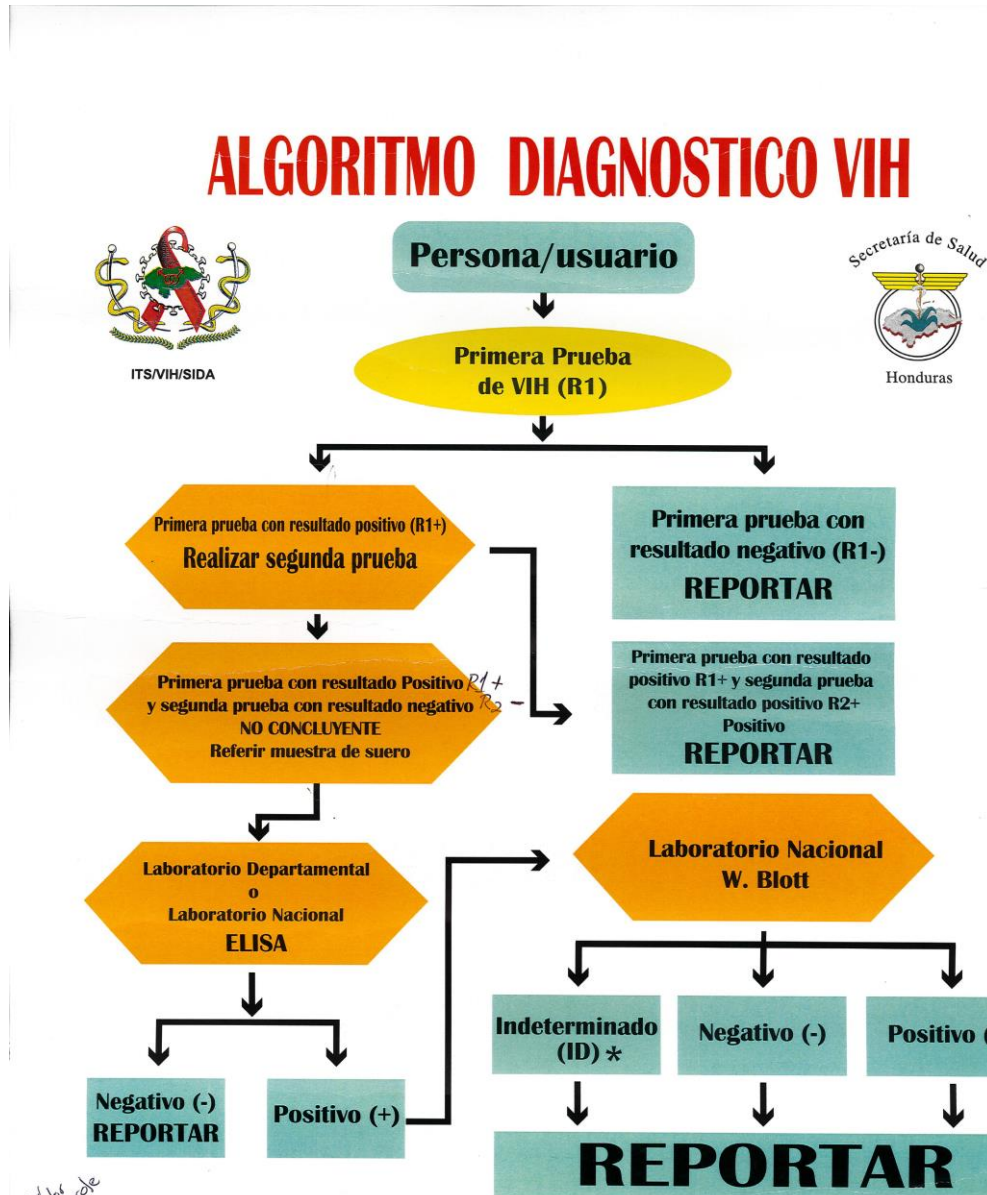 ALGORITMO DIAGNOSTICO VIH
ITS/VIH/SIDA
Persona/usuario
Secretaría de Salud
Honduras
Primera Prueba
de VIH (R1)
Primera prueba con resultado positivo (R1+)
Realizar segunda prueba
Primera prueba con
resultado negativo (R1-)
REPORTAR
Primera prueba con resultado Positivo R1+
y segunda prueba con resultado negativo R2 -
NO CONCLUYENTE
Referir muestra de suero
Primera prueba con resultado
positivo R1+ y segunda prueba
con resultado positivo R2+
Positivo
REPORTAR
Laboratorio Departamental
o
Laboratorio Nacional
ELISA
Laboratorio Nacional
W. Blott
Negativo (-)
REPORTAR
Positivo (+)
Indeterminado
(ID) *
Negativo (-)
Positivo (
REPORTAR